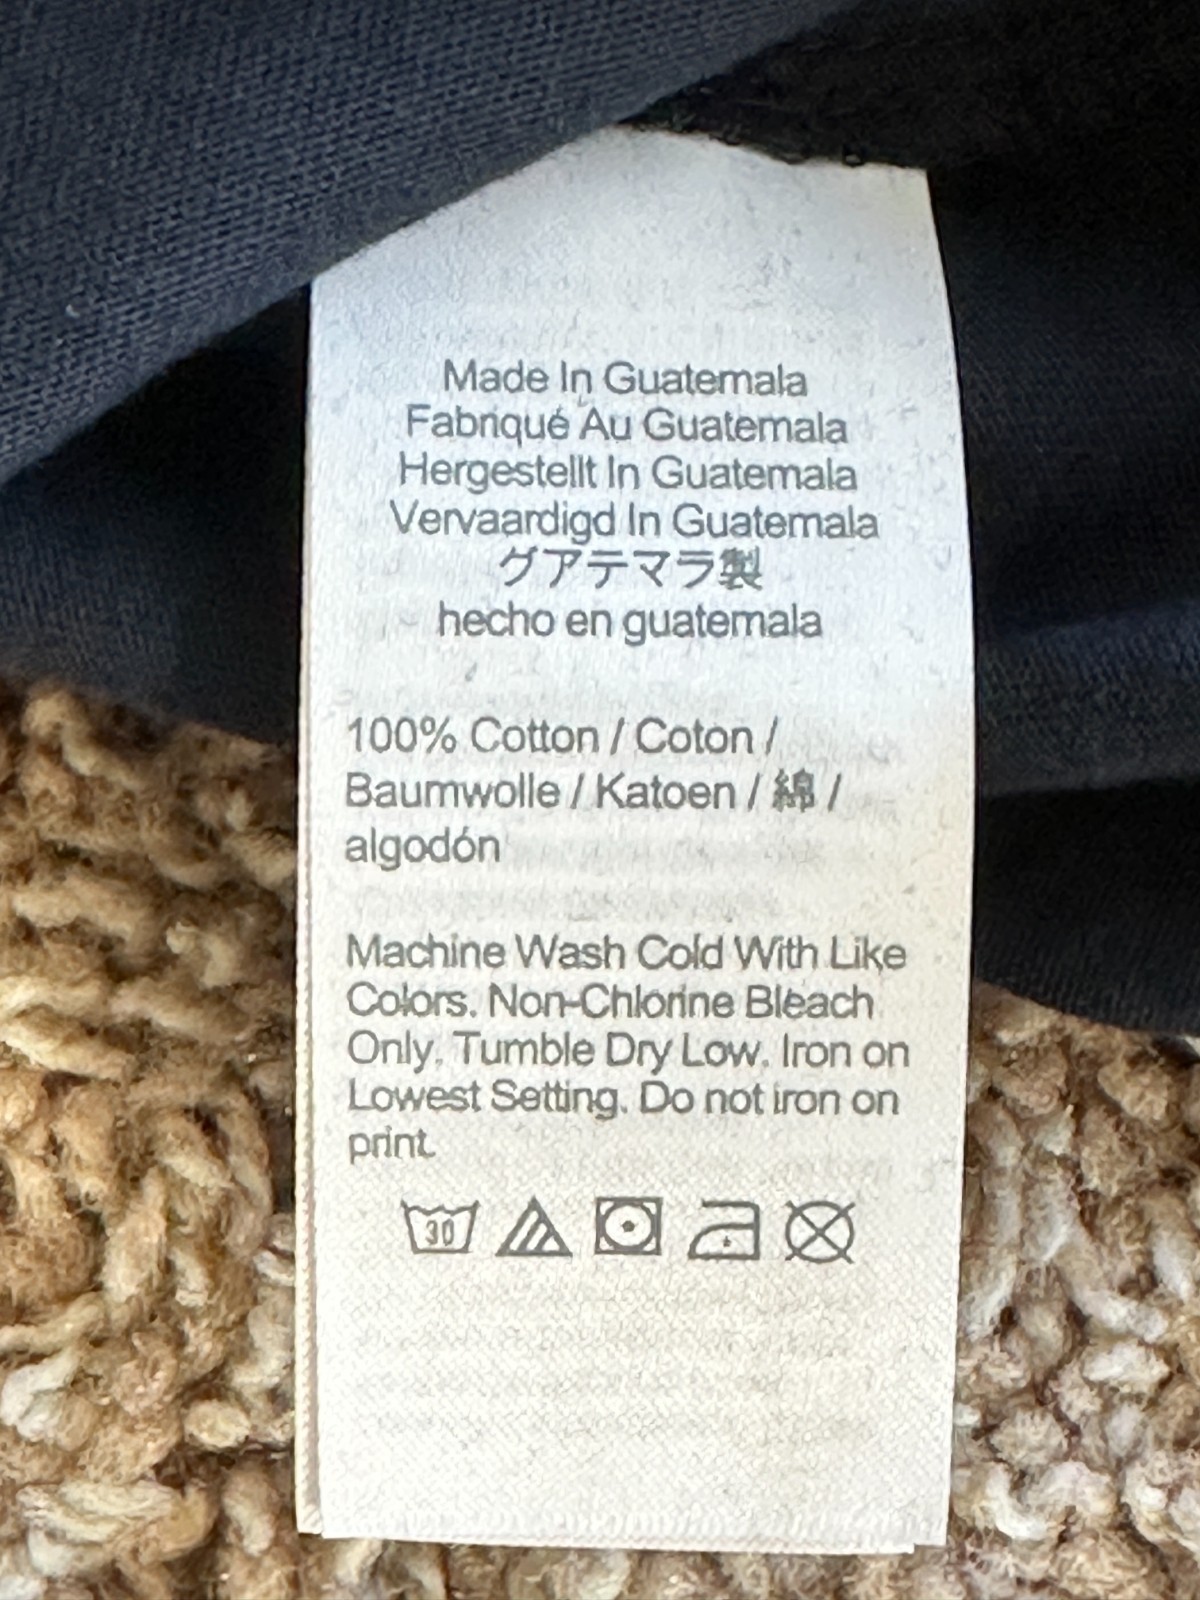 Made In Guatemala
Fabriqué Au Guatemala
Hergestellt In Guatemala
Vervaardigd In Guatemala
グアテマラ製
hecho en guatemala
100% Cotton / Coton /
Baumwolle / Katoen / 綿 /
algodón
Machine Wash Cold With Like
Colors. Non-Chlorine Bleach
Only. Tumble Dry Low. Iron on
Lowest Setting. Do not iron on
print.
30